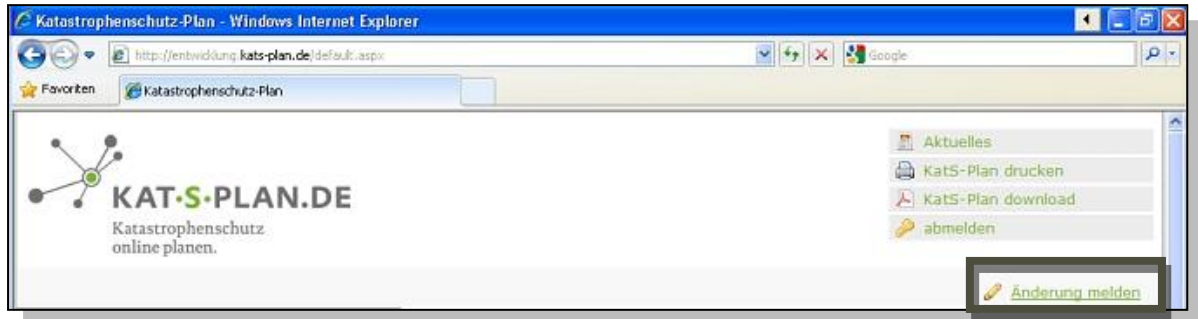 Katastrophenschutz-Plan - Windows Internet Explorer
http://entwicklung.kats-plan.de/default.aspx
Google
Favoriten
Katastrophenschutz-Plan
Aktuelles
KatS-Plan drucken
KatS-Plan download
abmelden
KAT·S·PLAN.DE
Katastrophenschutz
online planen.
Änderung melden